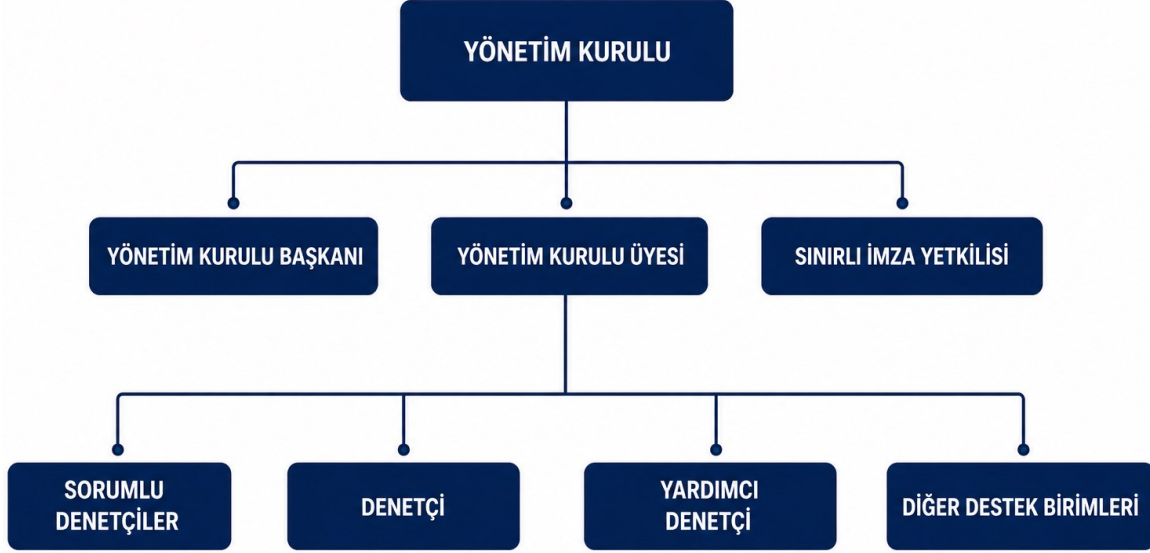 YÖNETİM KURULU
YÖNETİM KURULU BAŞKANI
YÖNETİM KURULU ÜYESİ
SINIRLI İMZA YETKİLİSİ
SORUMLU
DENETÇİLER
DENETÇİ
YARDIMCI
DENETÇİ
DİĞER DESTEK BİRİMLERİ